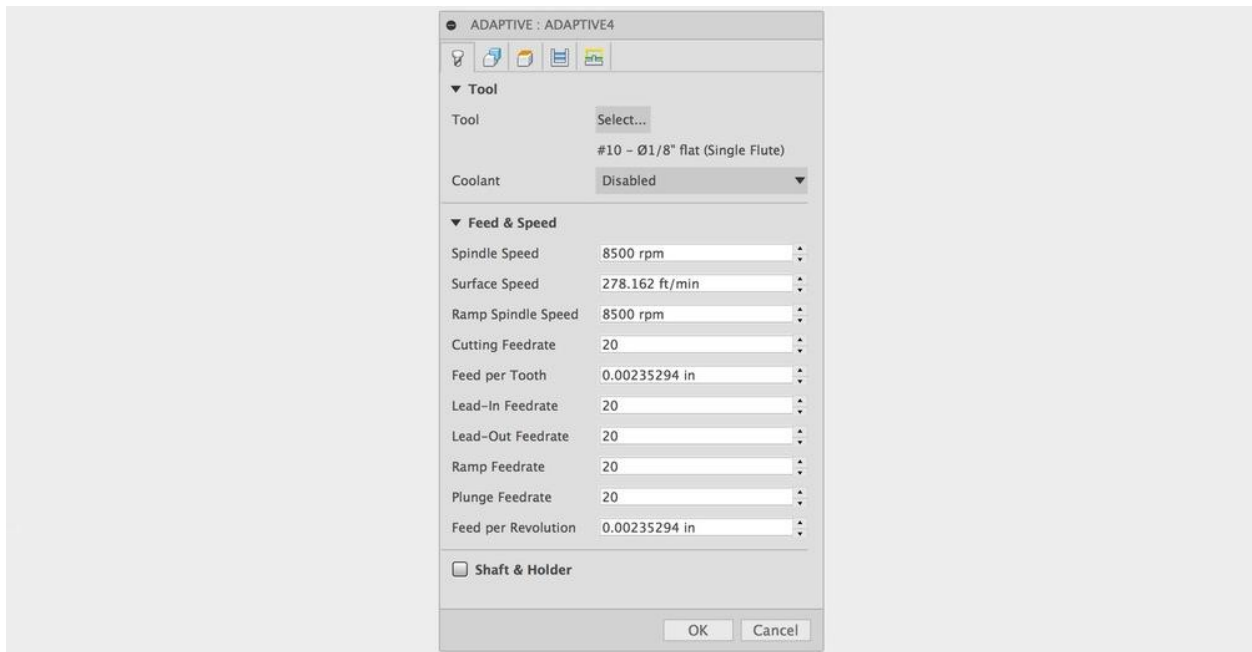 ADAPTIVE : ADAPTIVE4
Tool
Tool Select...
#10 - Ø1/8" flat (Single Flute)
Coolant Disabled
Feed & Speed
Spindle Speed 8500 rpm
Surface Speed 278.162 ft/min
Ramp Spindle Speed 8500 rpm
Cutting Feedrate 20
Feed per Tooth 0.00235294 in
Lead-In Feedrate 20
Lead-Out Feedrate 20
Ramp Feedrate 20
Plunge Feedrate 20
Feed per Revolution 0.00235294 in
Shaft & Holder
OK Cancel